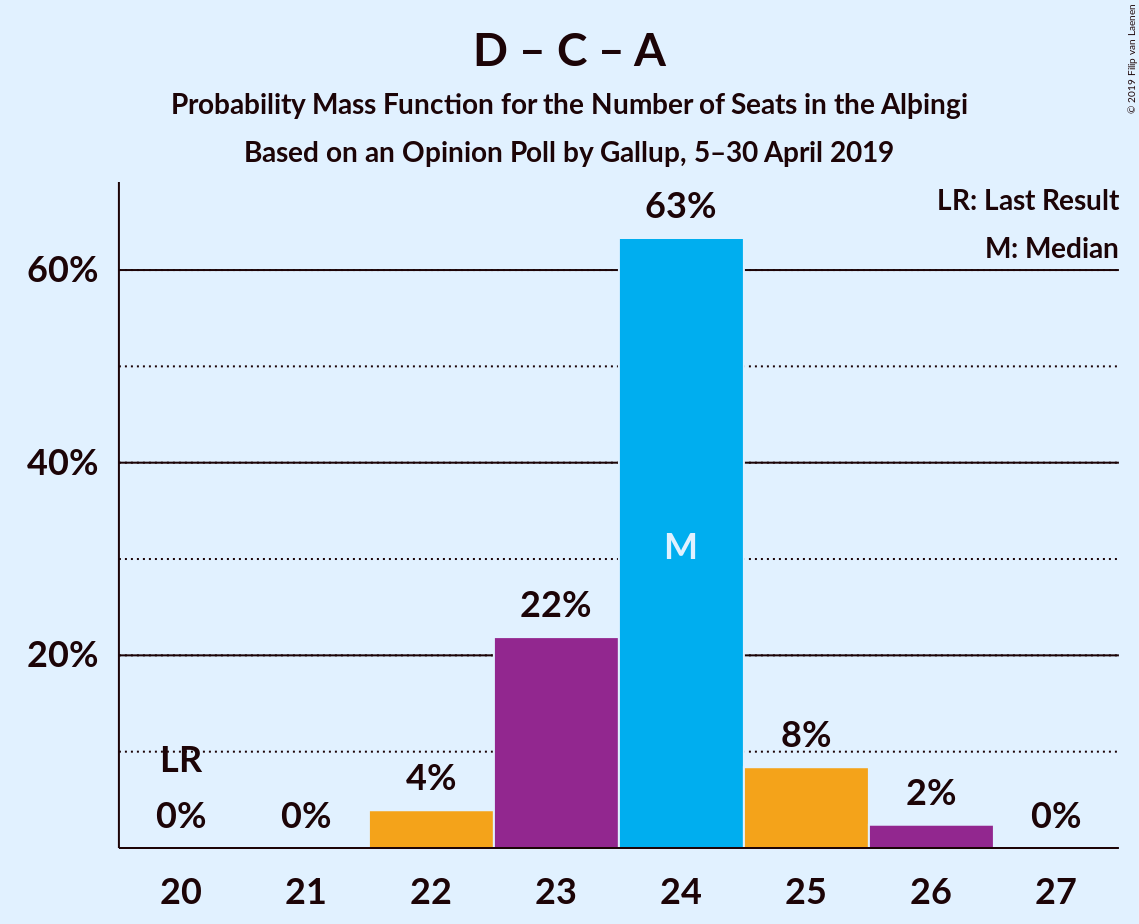 D – C – A
Probability Mass Function for the Number of Seats in the Alþingi
Based on an Opinion Poll by Gallup, 5–30 April 2019
© 2019 Filip van Laenen
LR: Last Result
M: Median
63%
60%
40%
M
22%
20%
8%
LR
4%
2%
0%
0%
0%
20 21 22 23 24 25 26 27